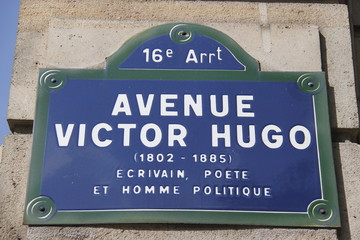 16e Arrt
AVENUE
VICTOR HUGO
(1802 - 1885)
ECRIVAIN, POETE
ET HOMME POLITIQUE